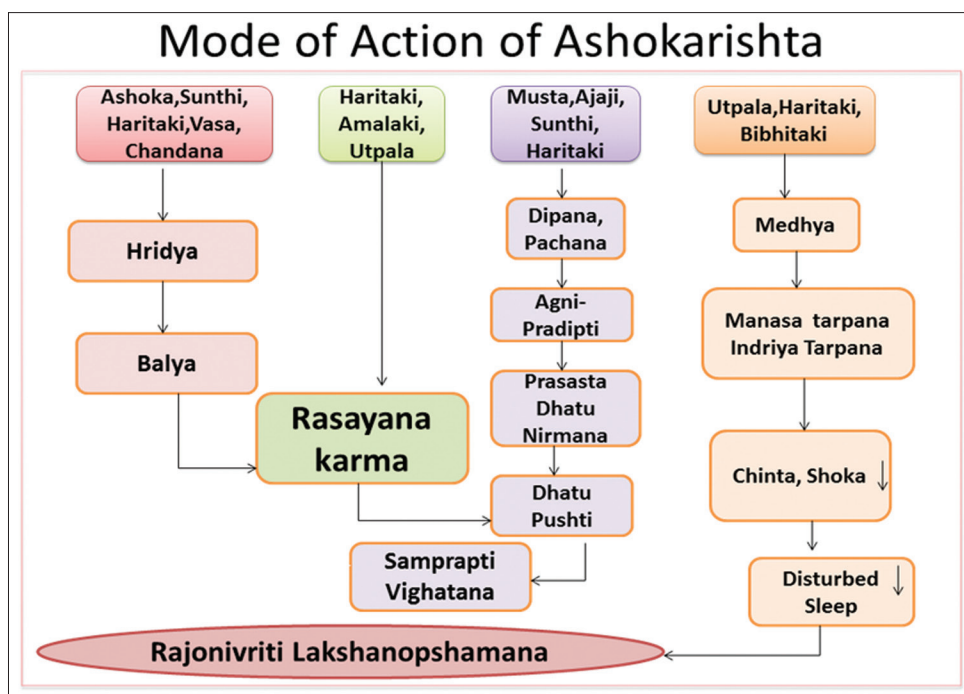 Mode of Action of Ashokarishta
Ashoka,Sunthi,
Haritaki,Vasa,
Chandana
Haritaki,
Amalaki,
Utpala
Musta,Ajaji,
Sunthi,
Haritaki
Utpala,Haritaki,
Bibhitaki
Hridya
Balya
Rasayana
karma
Dipana,
Pachana
Agni-
Pradipti
Prasasta
Dhatu
Nirmana
Dhatu
Pushti
Samprapti
Vighatana
Medhya
Manasa tarpana
Indriya Tarpana
Chinta, Shoka
Disturbed
Sleep
Rajonivriti Lakshanopshamana